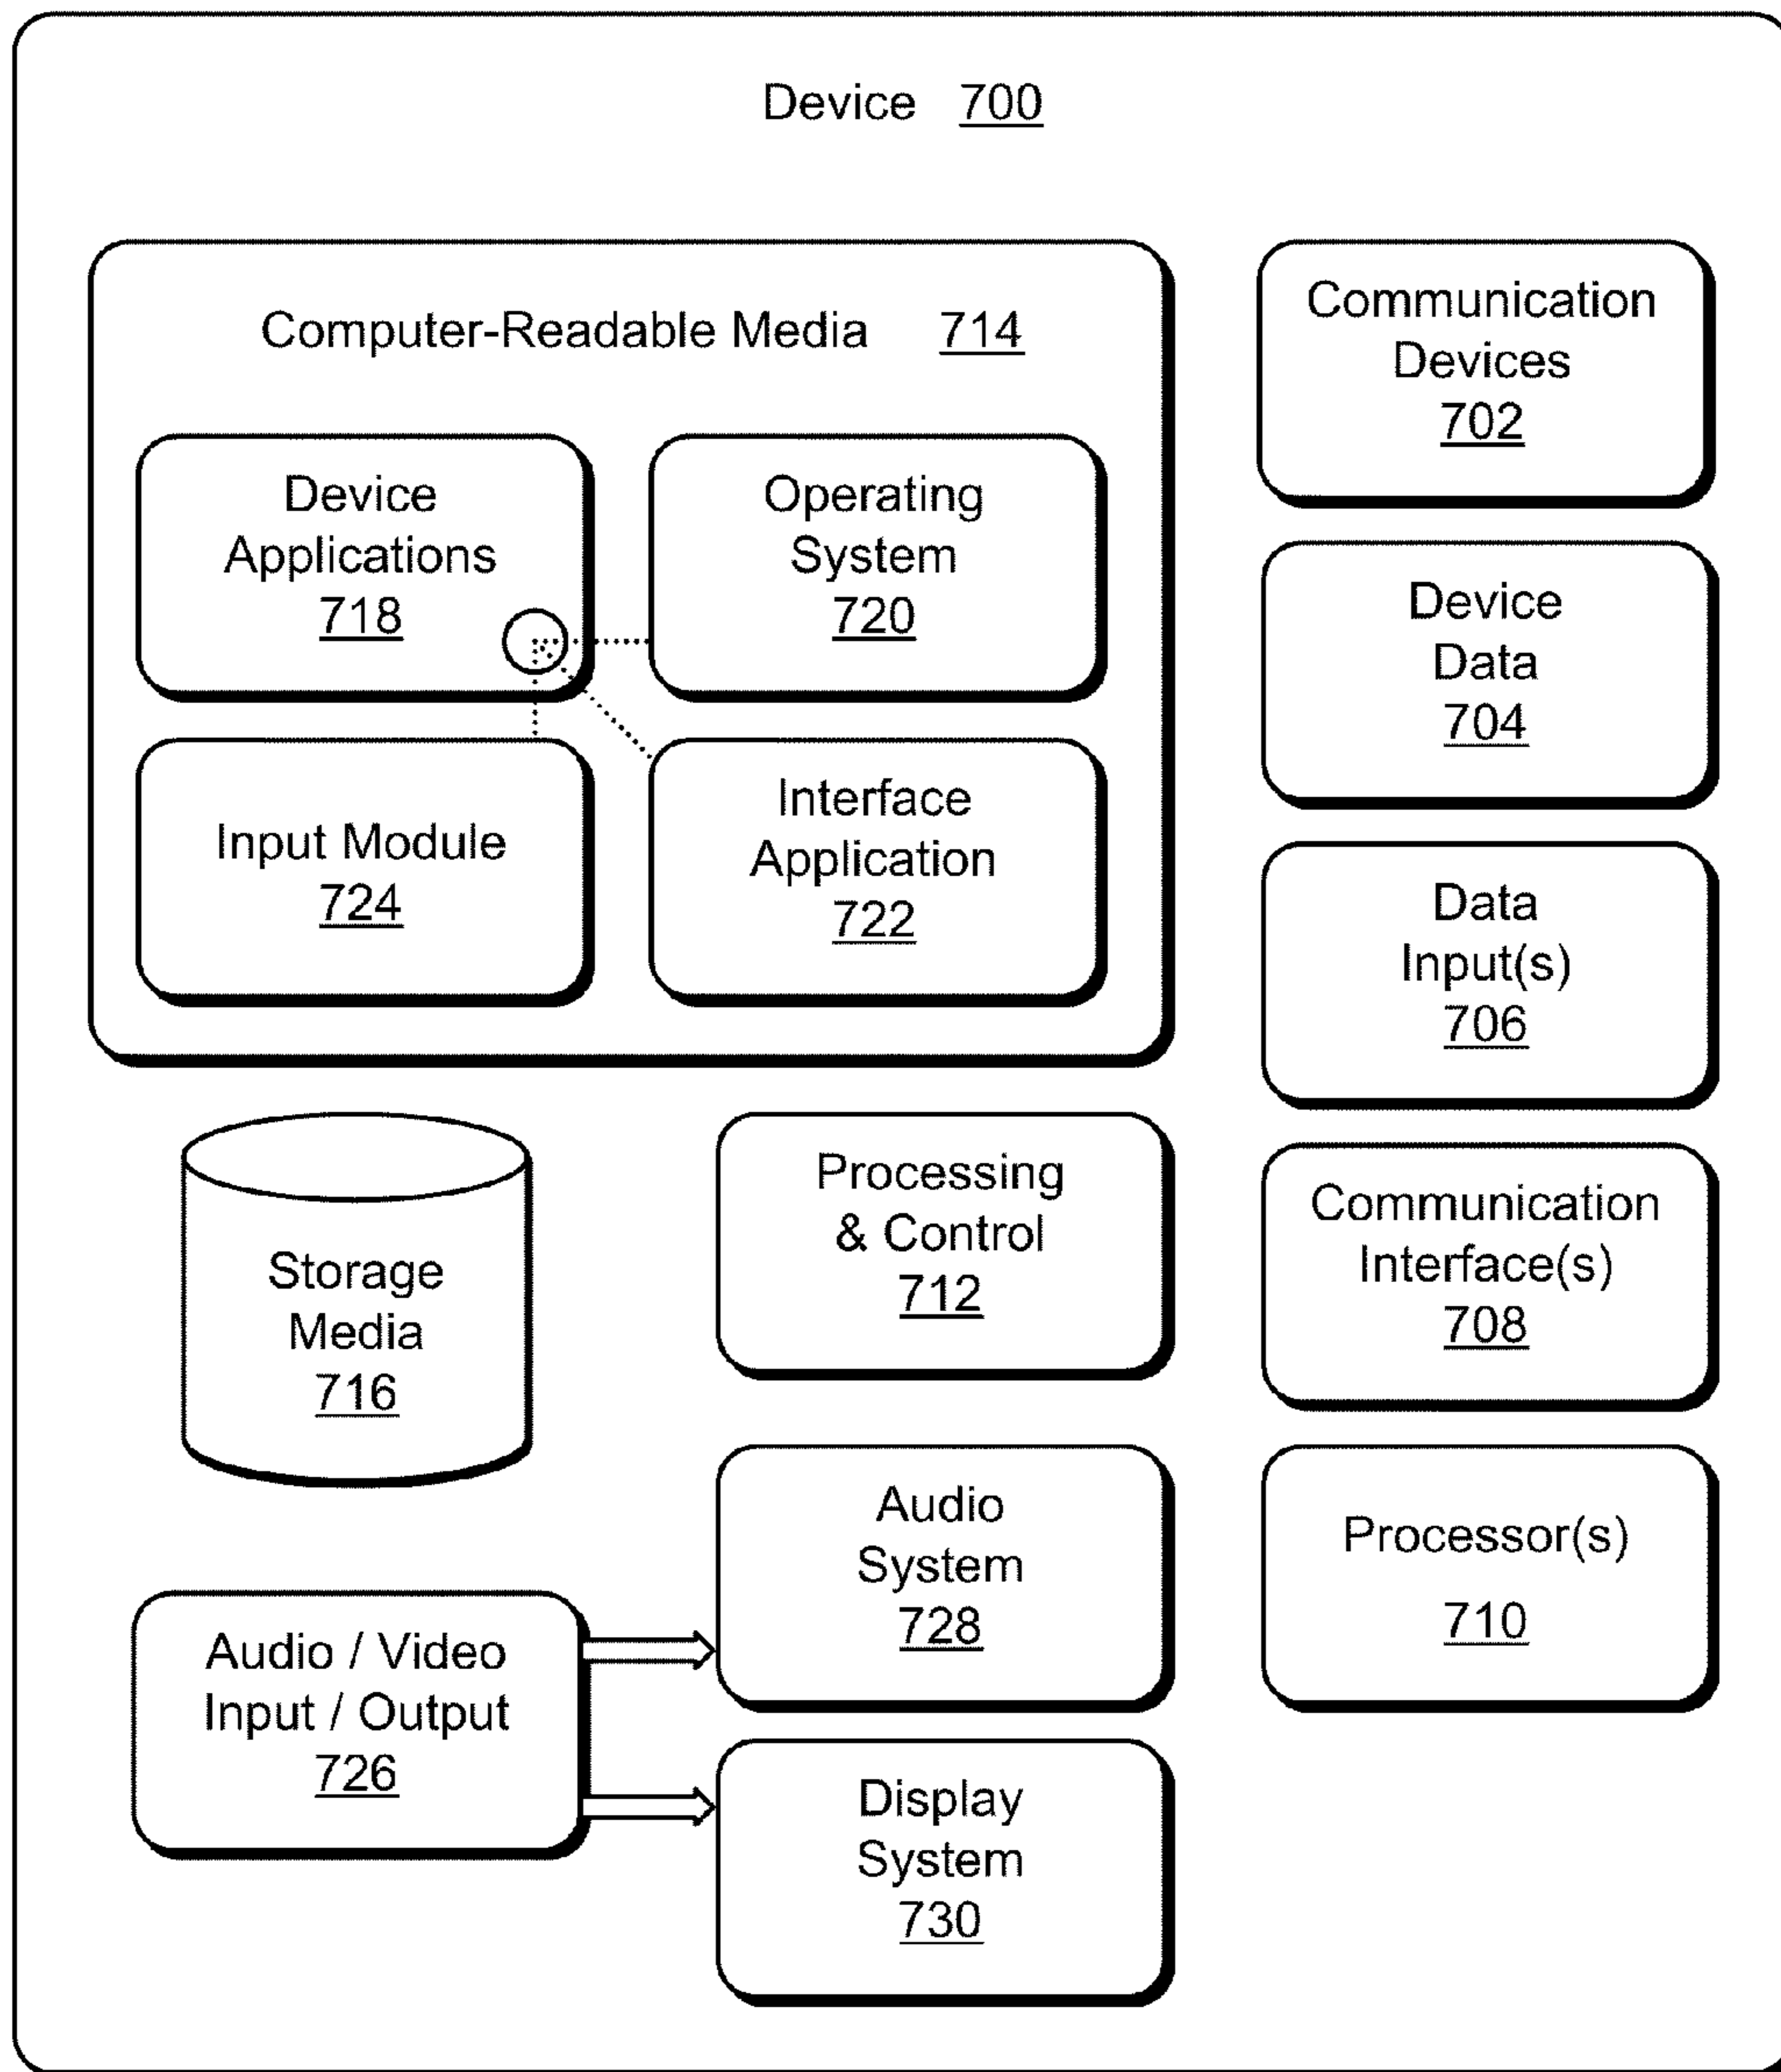 Device 700
Computer-Readable Media 714
Device
Applications
718
Operating
System
720
Input Module
724
Interface
Application
722
Communication
Devices
702
Device
Data
704
Data
Input(s)
706
Communication
Interface(s)
708
Processor(s)
710
Storage
Media
716
Processing
& Control
712
Audio / Video
Input / Output
726
Audio
System
728
Display
System
730